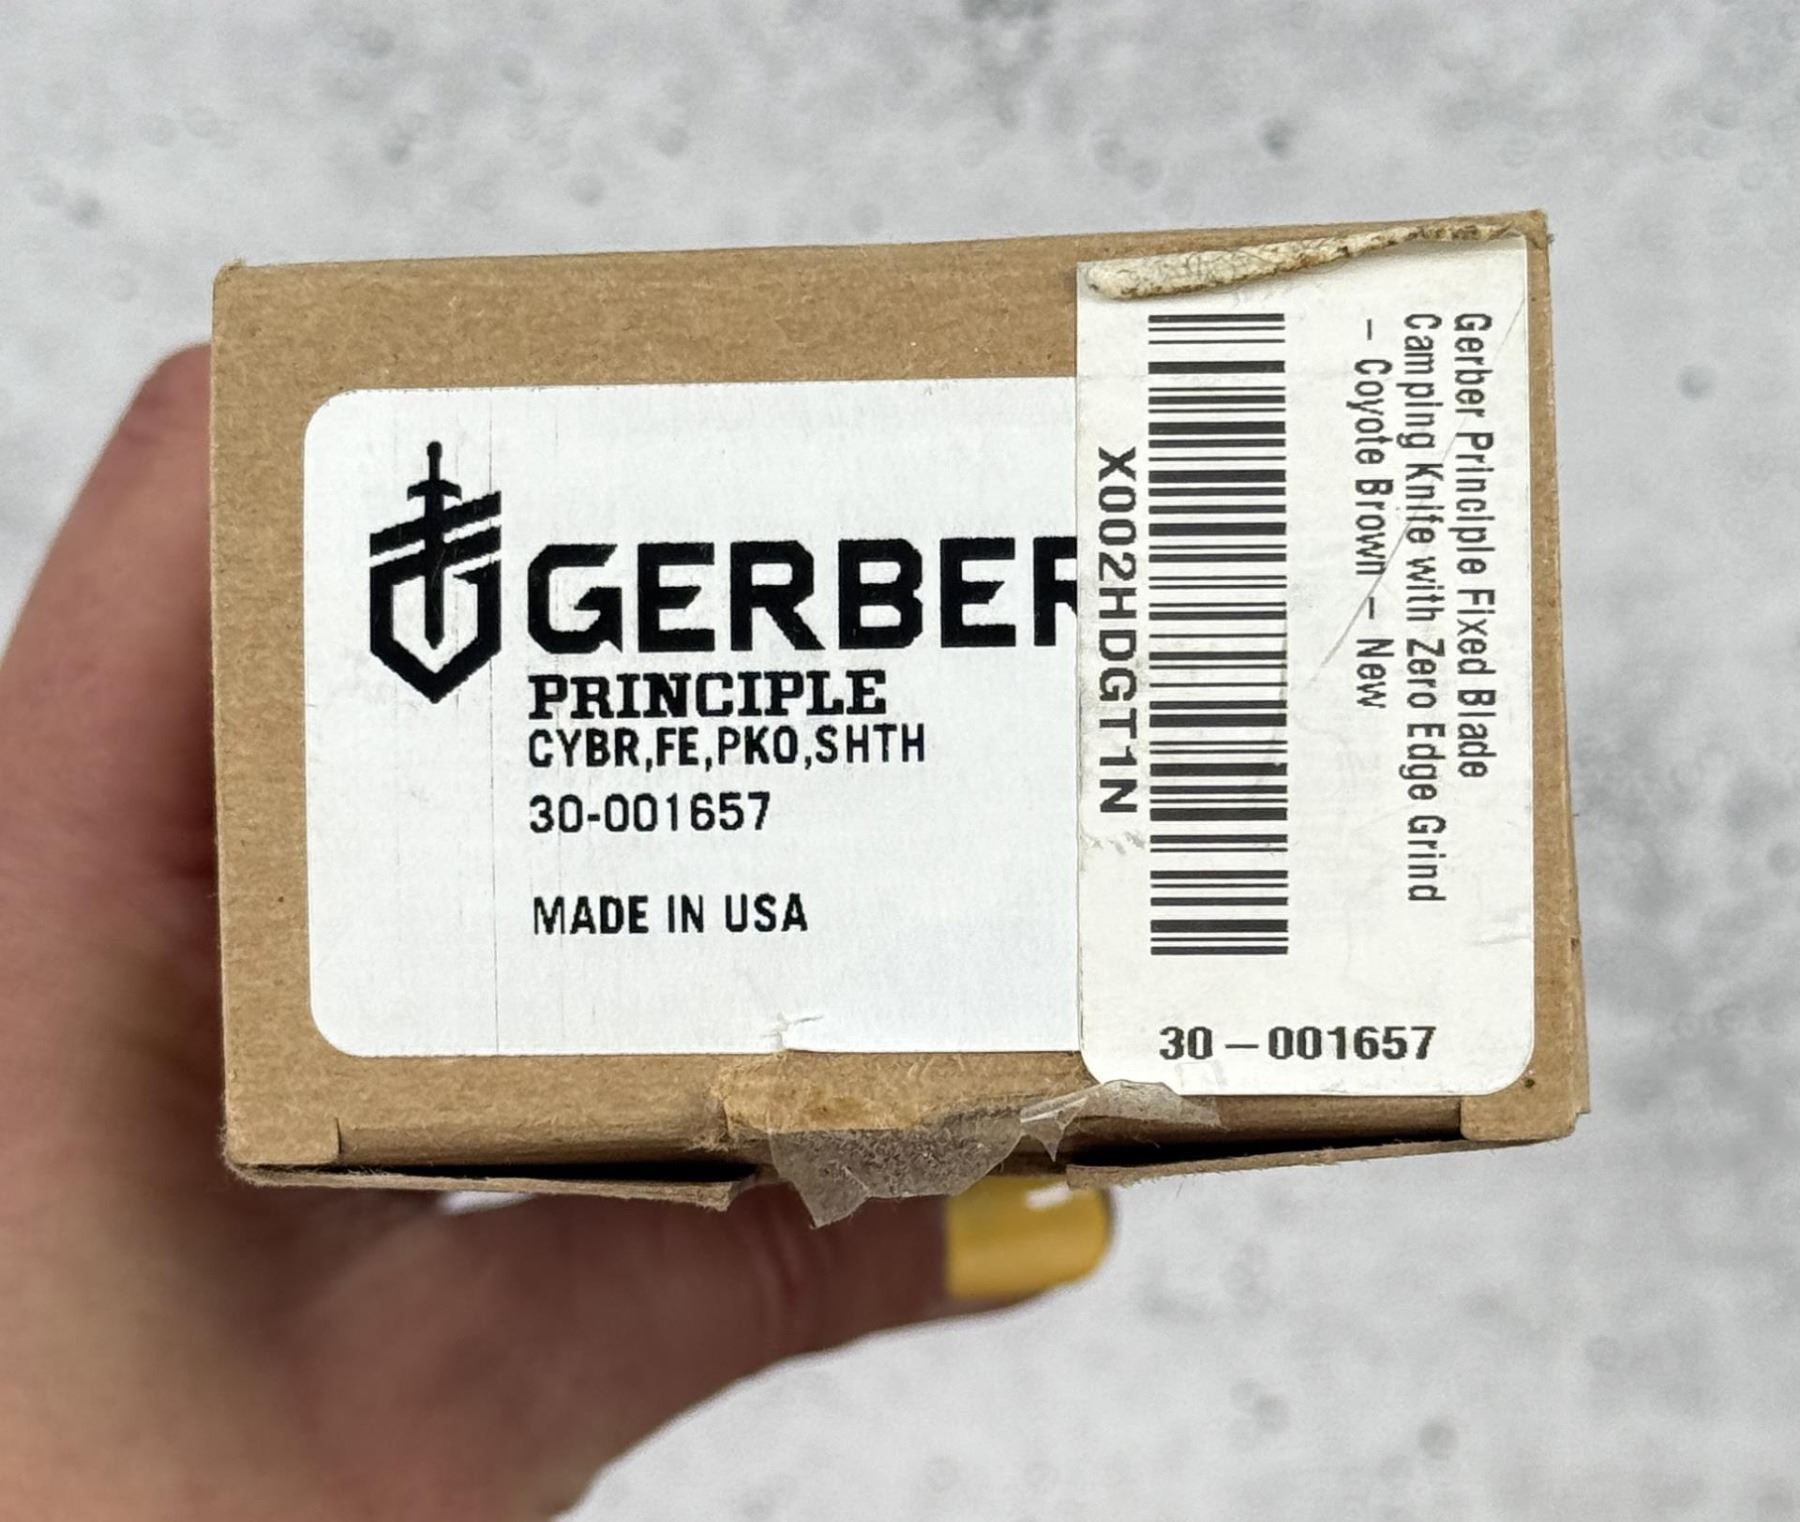 GERBER
PRINCIPLE
CYBR,FE,PKO,SHTH
30-001657
MADE IN USA
Gerber Principle Fixed Blade
Camping Knife with Zero Edge Grind
– Coyote Brown – New
X002HDGT1N
30–001657